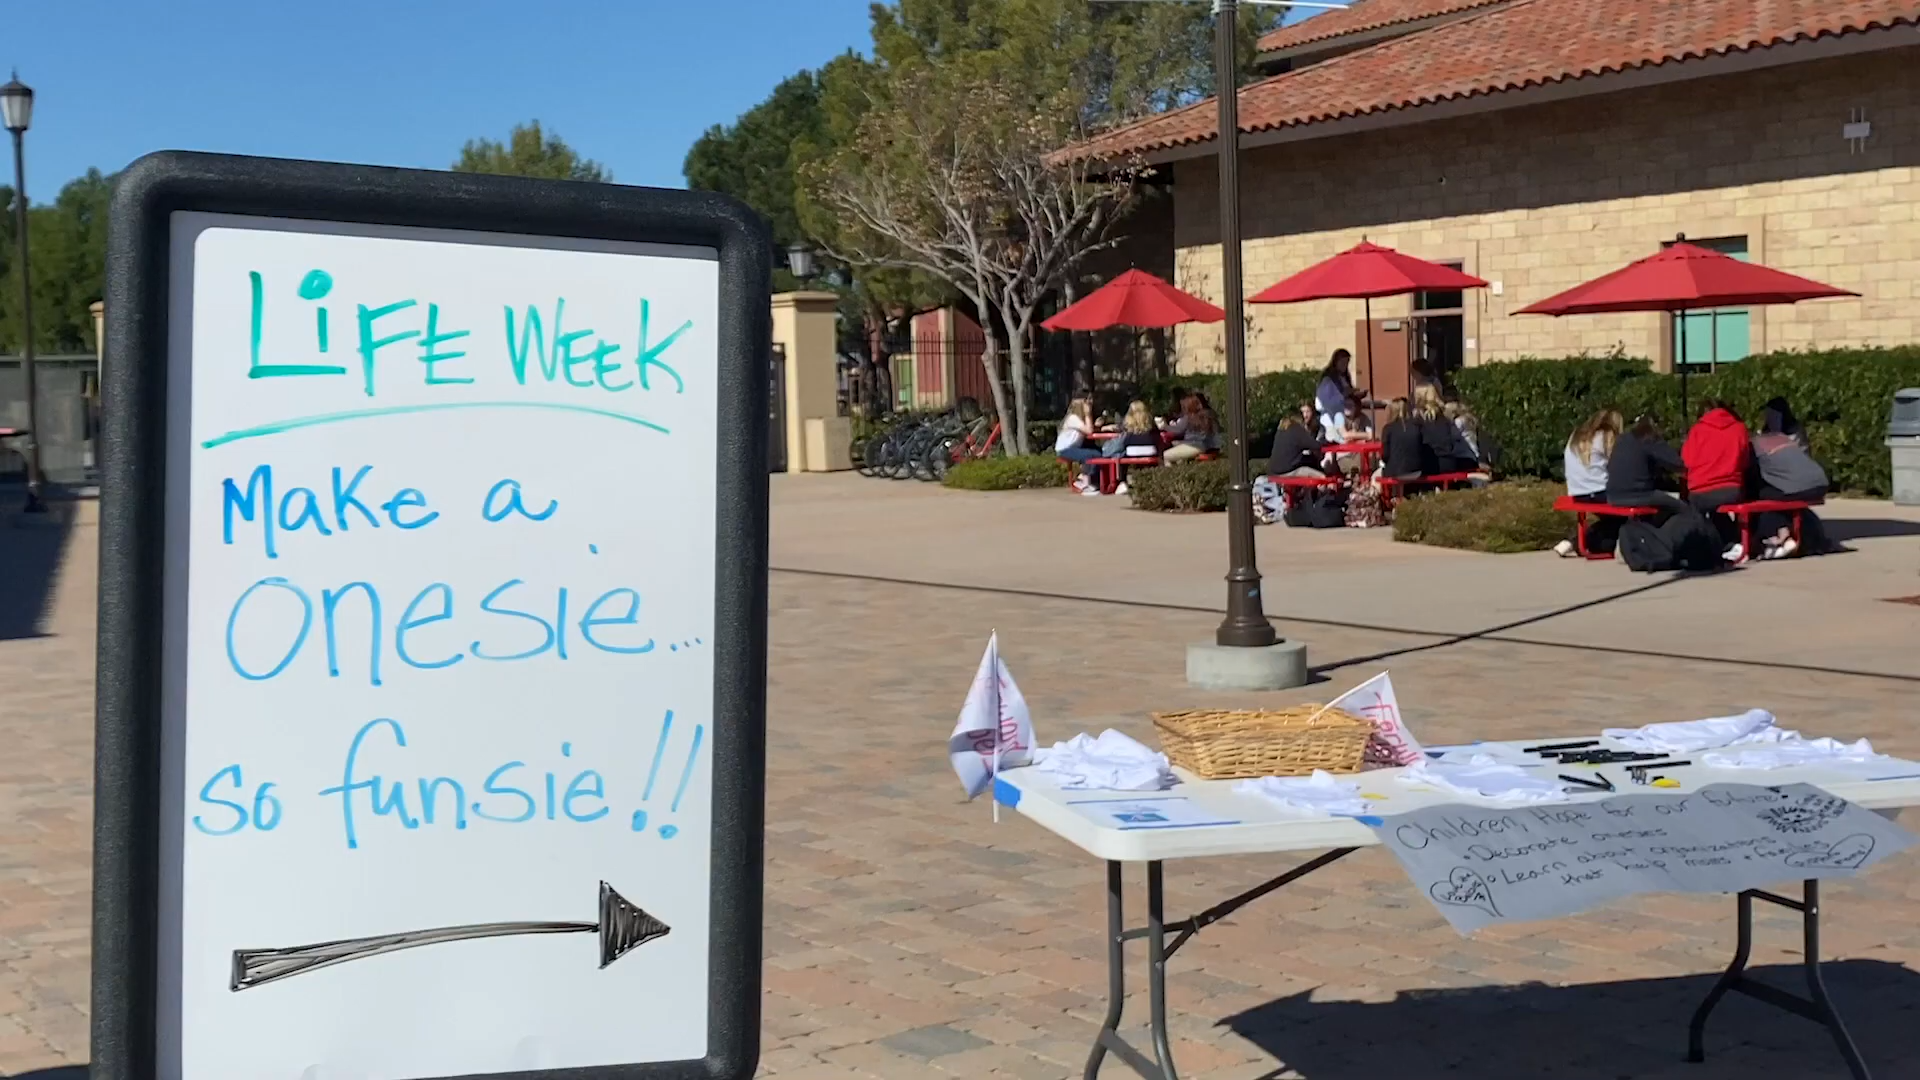 LiFE WEEK
Make a
onesie...
so funsie!!
Children, Hope for our future
• Decorate onesies
• Learn about organizations
that help moms + families